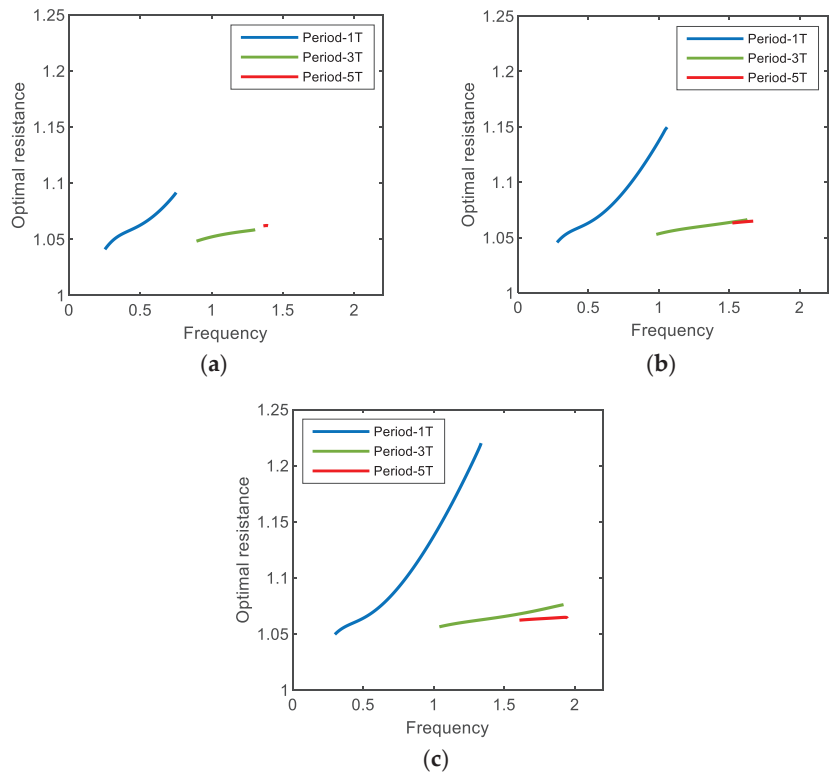 1.25
1.2
1.15
1.1
1.05
1
Optimal resistance
Period-1T
Period-3T
Period-5T
0
0.5
1
1.5
2
Frequency
(a)
1.25
1.2
1.15
1.1
1.05
1
Optimal resistance
Period-1T
Period-3T
Period-5T
0
0.5
1
1.5
2
Frequency
(b)
1.25
1.2
1.15
1.1
1.05
1
Optimal resistance
Period-1T
Period-3T
Period-5T
0
0.5
1
1.5
2
Frequency
(c)